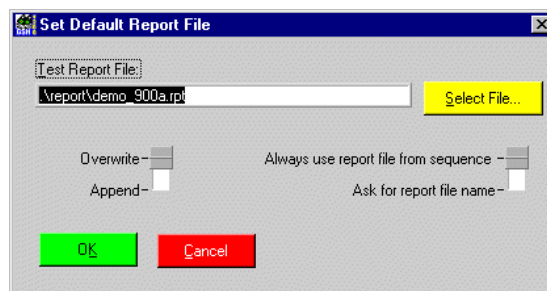 GSM
Set Default Report File
Test Report File:
.\report\demo_900a.rpt
Select File...
Overwrite
Always use report file from sequence
Append
Ask for report file name
OK
Cancel